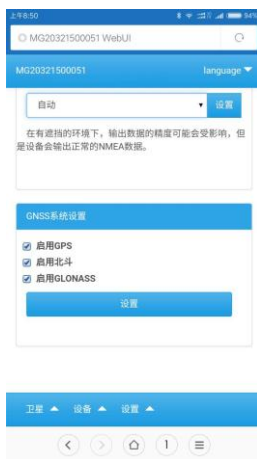 上午8:50
94%
MG20321500051 WebUI
MG20321500051
language
自动
设置
在有遮挡的环境下，输出数据的精度可能会受影响，但
是设备会输出正常的NMEA数据。
GNSS系统设置
启用GPS
启用北斗
启用GLONASS
设置
卫星 设备 设置
1